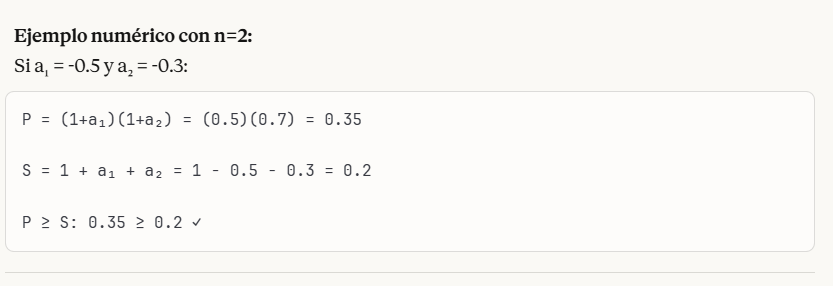 Ejemplo numérico con n=2:
Si a₁ = -0.5 y a₂ = -0.3:
P = (1+a₁)(1+a₂) = (0.5)(0.7) = 0.35
S = 1 + a₁ + a₂ = 1 - 0.5 - 0.3 = 0.2
P ≥ S: 0.35 ≥ 0.2 ✓